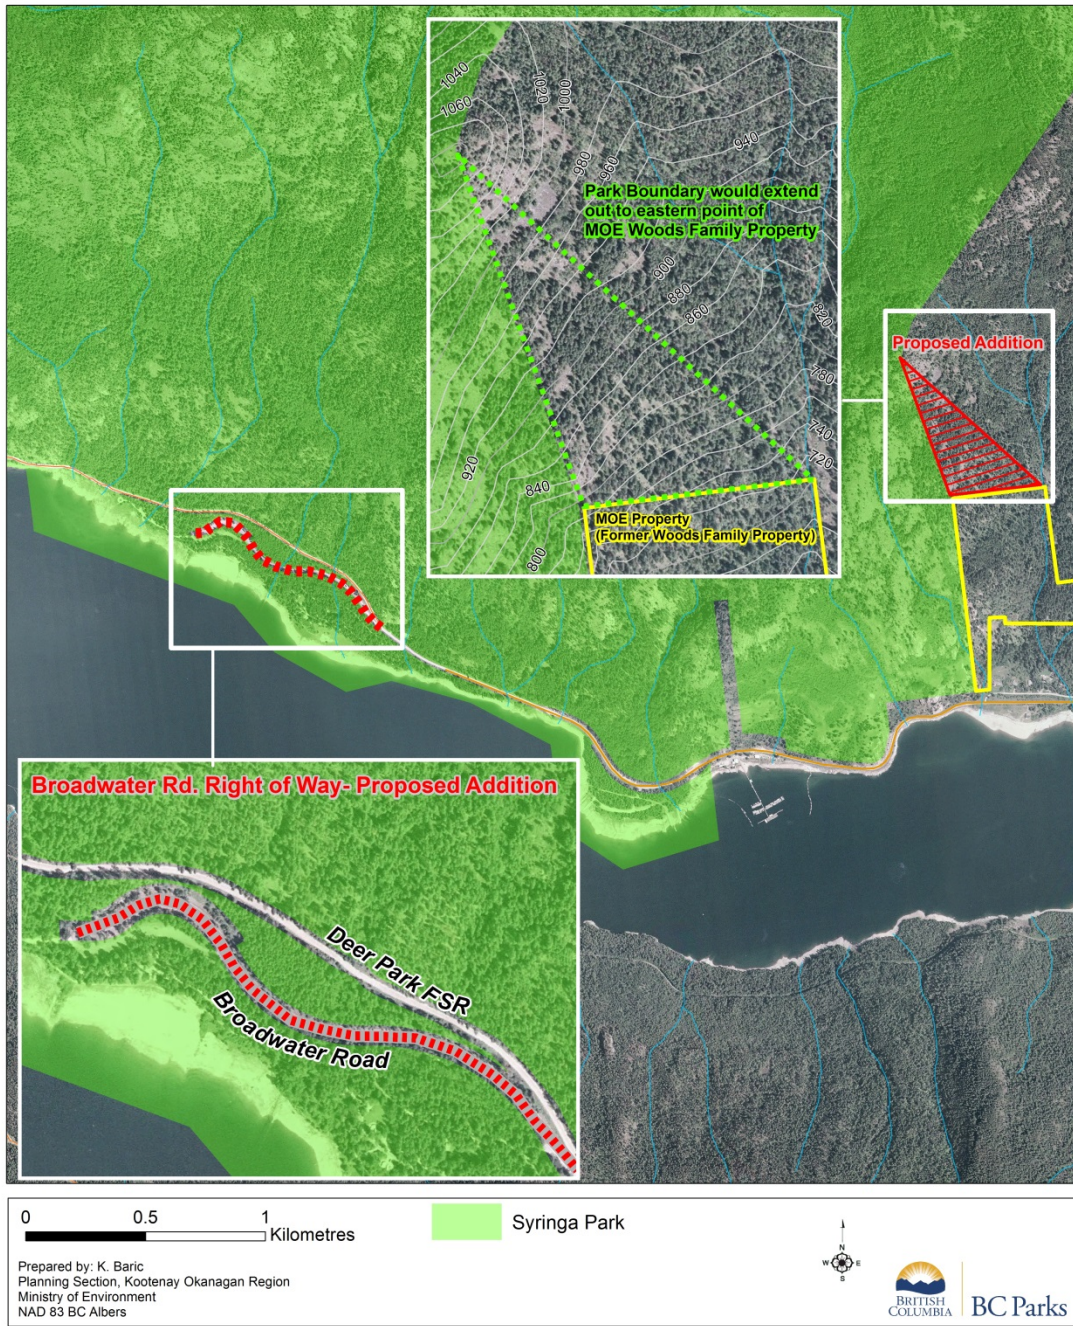 1040
1060
1020
1000
980
960
940
Park Boundary would extend
out to eastern point of
MOE Woods Family Property
900
880
860
820
780
740
720
920
840
800
MOE Property
(Former Woods Family Property)
Proposed Addition
Broadwater Rd. Right of Way- Proposed Addition
Deer Park FSR
Broadwater Road
0 0.5 1
Kilometres
Syringa Park
Prepared by: K. Baric
Planning Section, Kootenay Okanagan Region
Ministry of Environment
NAD 83 BC Albers
N
W E
S
BRITISH
COLUMBIA
BC Parks